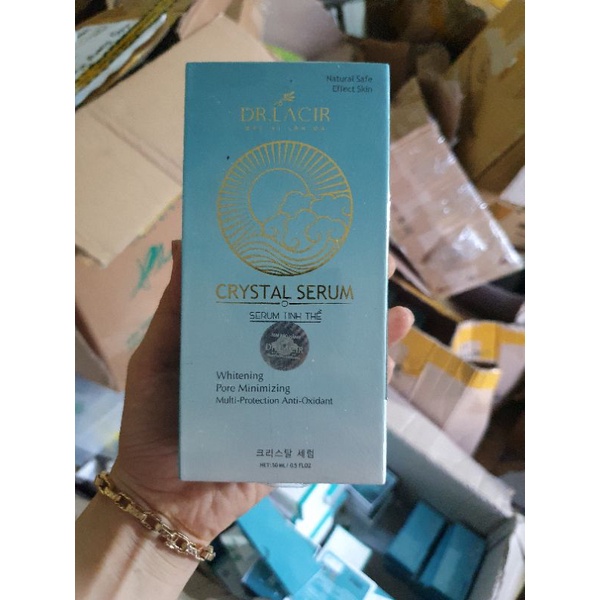 Natural Safe
Effect Skin
DR.LACIR
CRYSTAL SERUM
SERUM TINH THỂ
Whitening
Pore Minimizing
Multi-Protection Anti-Oxidant
크리스탈 세럼